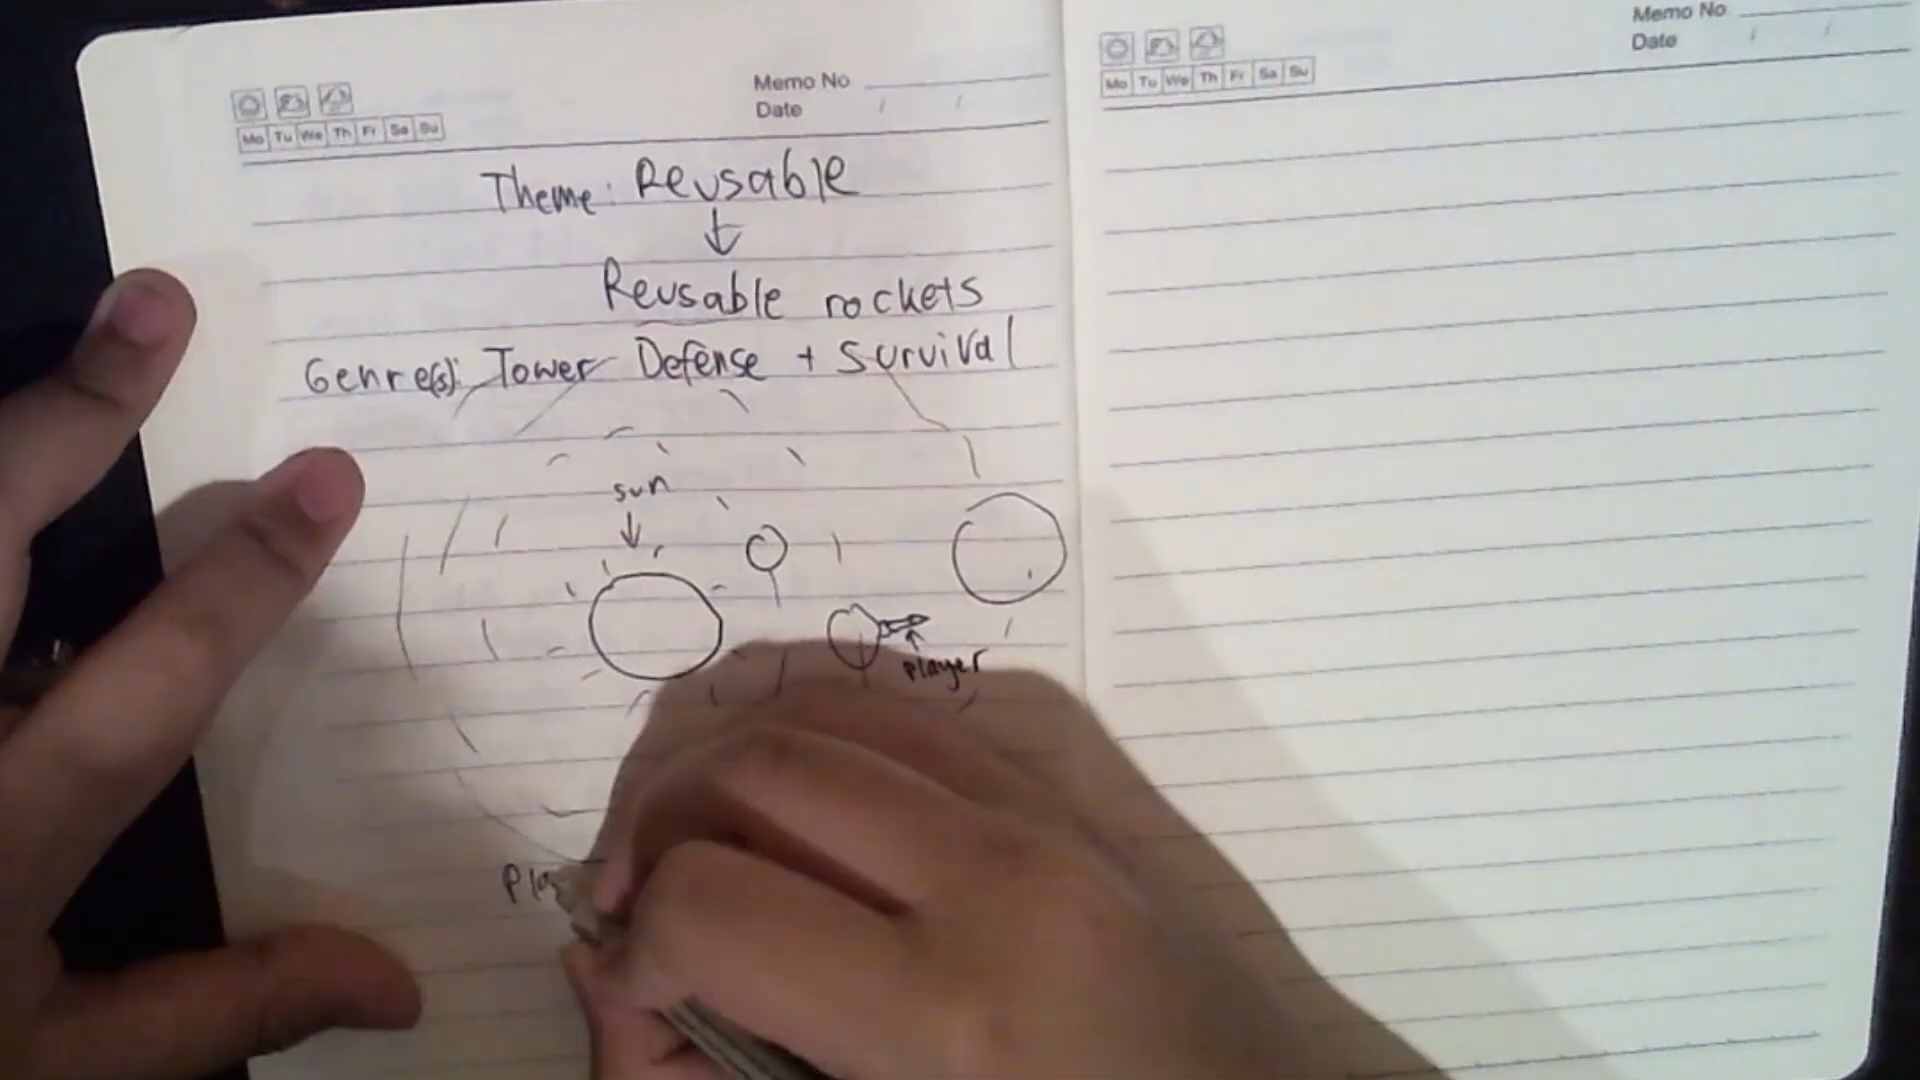 Memo No
Date / /
Mo Tu We Th Fr Sa Su
Theme: Reusable
Reusable rockets
Genre(s): Tower Defense + Survival
sun
player
Pla
Memo No
Date / /
Mo Tu We Th Fr Sa Su